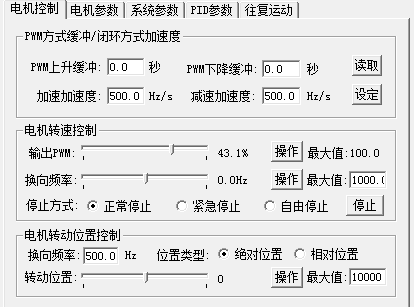 电机控制 电机参数 系统参数 PID参数 往复运动
PWM方式缓冲/闭环方式加速度
PWM上升缓冲: 0.0 秒 PWM下降缓冲: 0.0 秒 读取
加速加速度: 500.0 Hz/s 减速加速度: 500.0 Hz/s 设定
电机转速控制
输出PWM: 43.1% 操作 最大值: 100.0
换向频率: 0.0Hz 操作 最大值: 1000.0
停止方式: 正常停止 紧急停止 自由停止 停止
电机转动位置控制
换向频率: 500.0 Hz 位置类型: 绝对位置 相对位置
转动位置: 0 操作 最大值: 10000